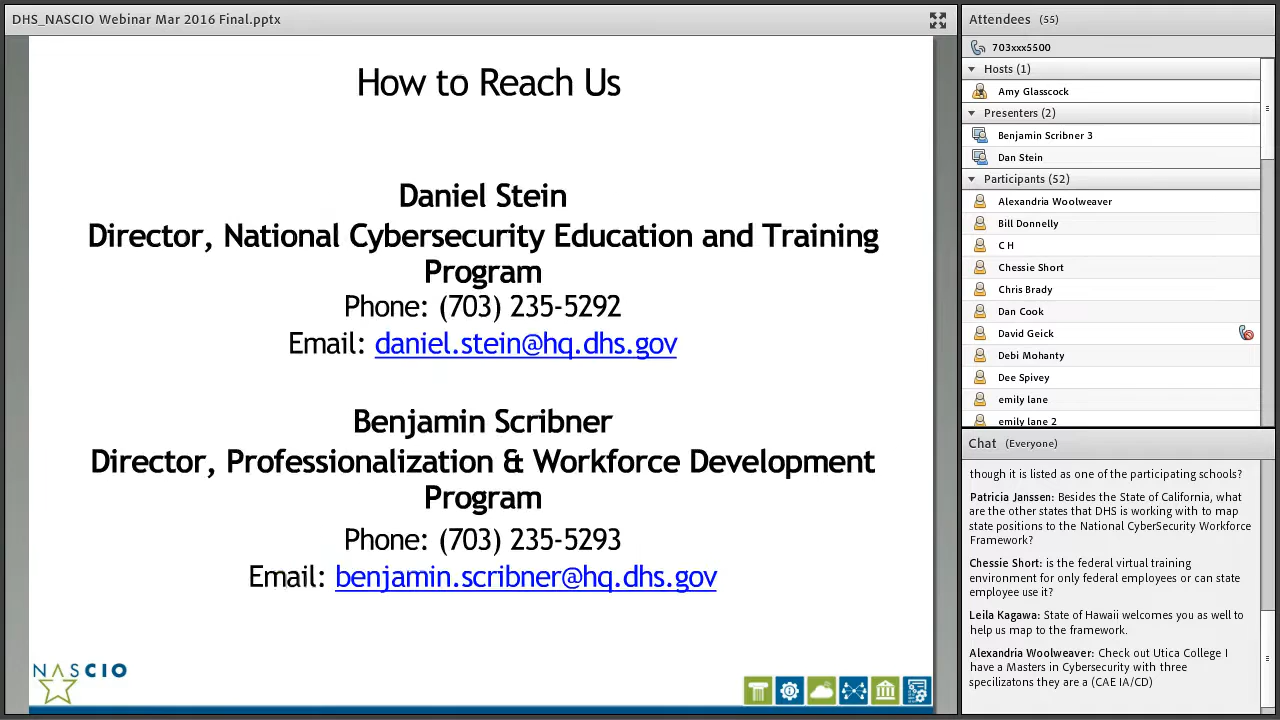 DHS_NASCIO Webinar Mar 2016 Final.pptx
How to Reach Us
Daniel Stein
Director, National Cybersecurity Education and Training
Program
Phone: (703) 235-5292
Email: daniel.stein@hq.dhs.gov
Benjamin Scribner
Director, Professionalization & Workforce Development
Program
Phone: (703) 235-5293
Email: benjamin.scribner@hq.dhs.gov
NASCIO
Attendees (55)
703xxx5500
Hosts (1)
Amy Glasscock
Presenters (2)
Benjamin Scribner 3
Dan Stein
Participants (52)
Alexandria Woolweaver
Bill Donnelly
C H
Chessie Short
Chris Brady
Dan Cook
David Geick
Debi Mohanty
Dee Spivey
emily lane
emily lane 2
Chat (Everyone)
though it is listed as one of the participating schools?
Patricia Janssen: Besides the State of California, what
are the other states that DHS is working with to map
state positions to the National CyberSecurity Workforce
Framework?
Chessie Short: is the federal virtual training
environment for only federal employees or can state
employee use it?
Leila Kagawa: State of Hawaii welcomes you as well to
help us map to the framework.
Alexandria Woolweaver: Check out Utica College I
have a Masters in Cybersecurity with three
specilizatons they are a (CAE IA/CD)